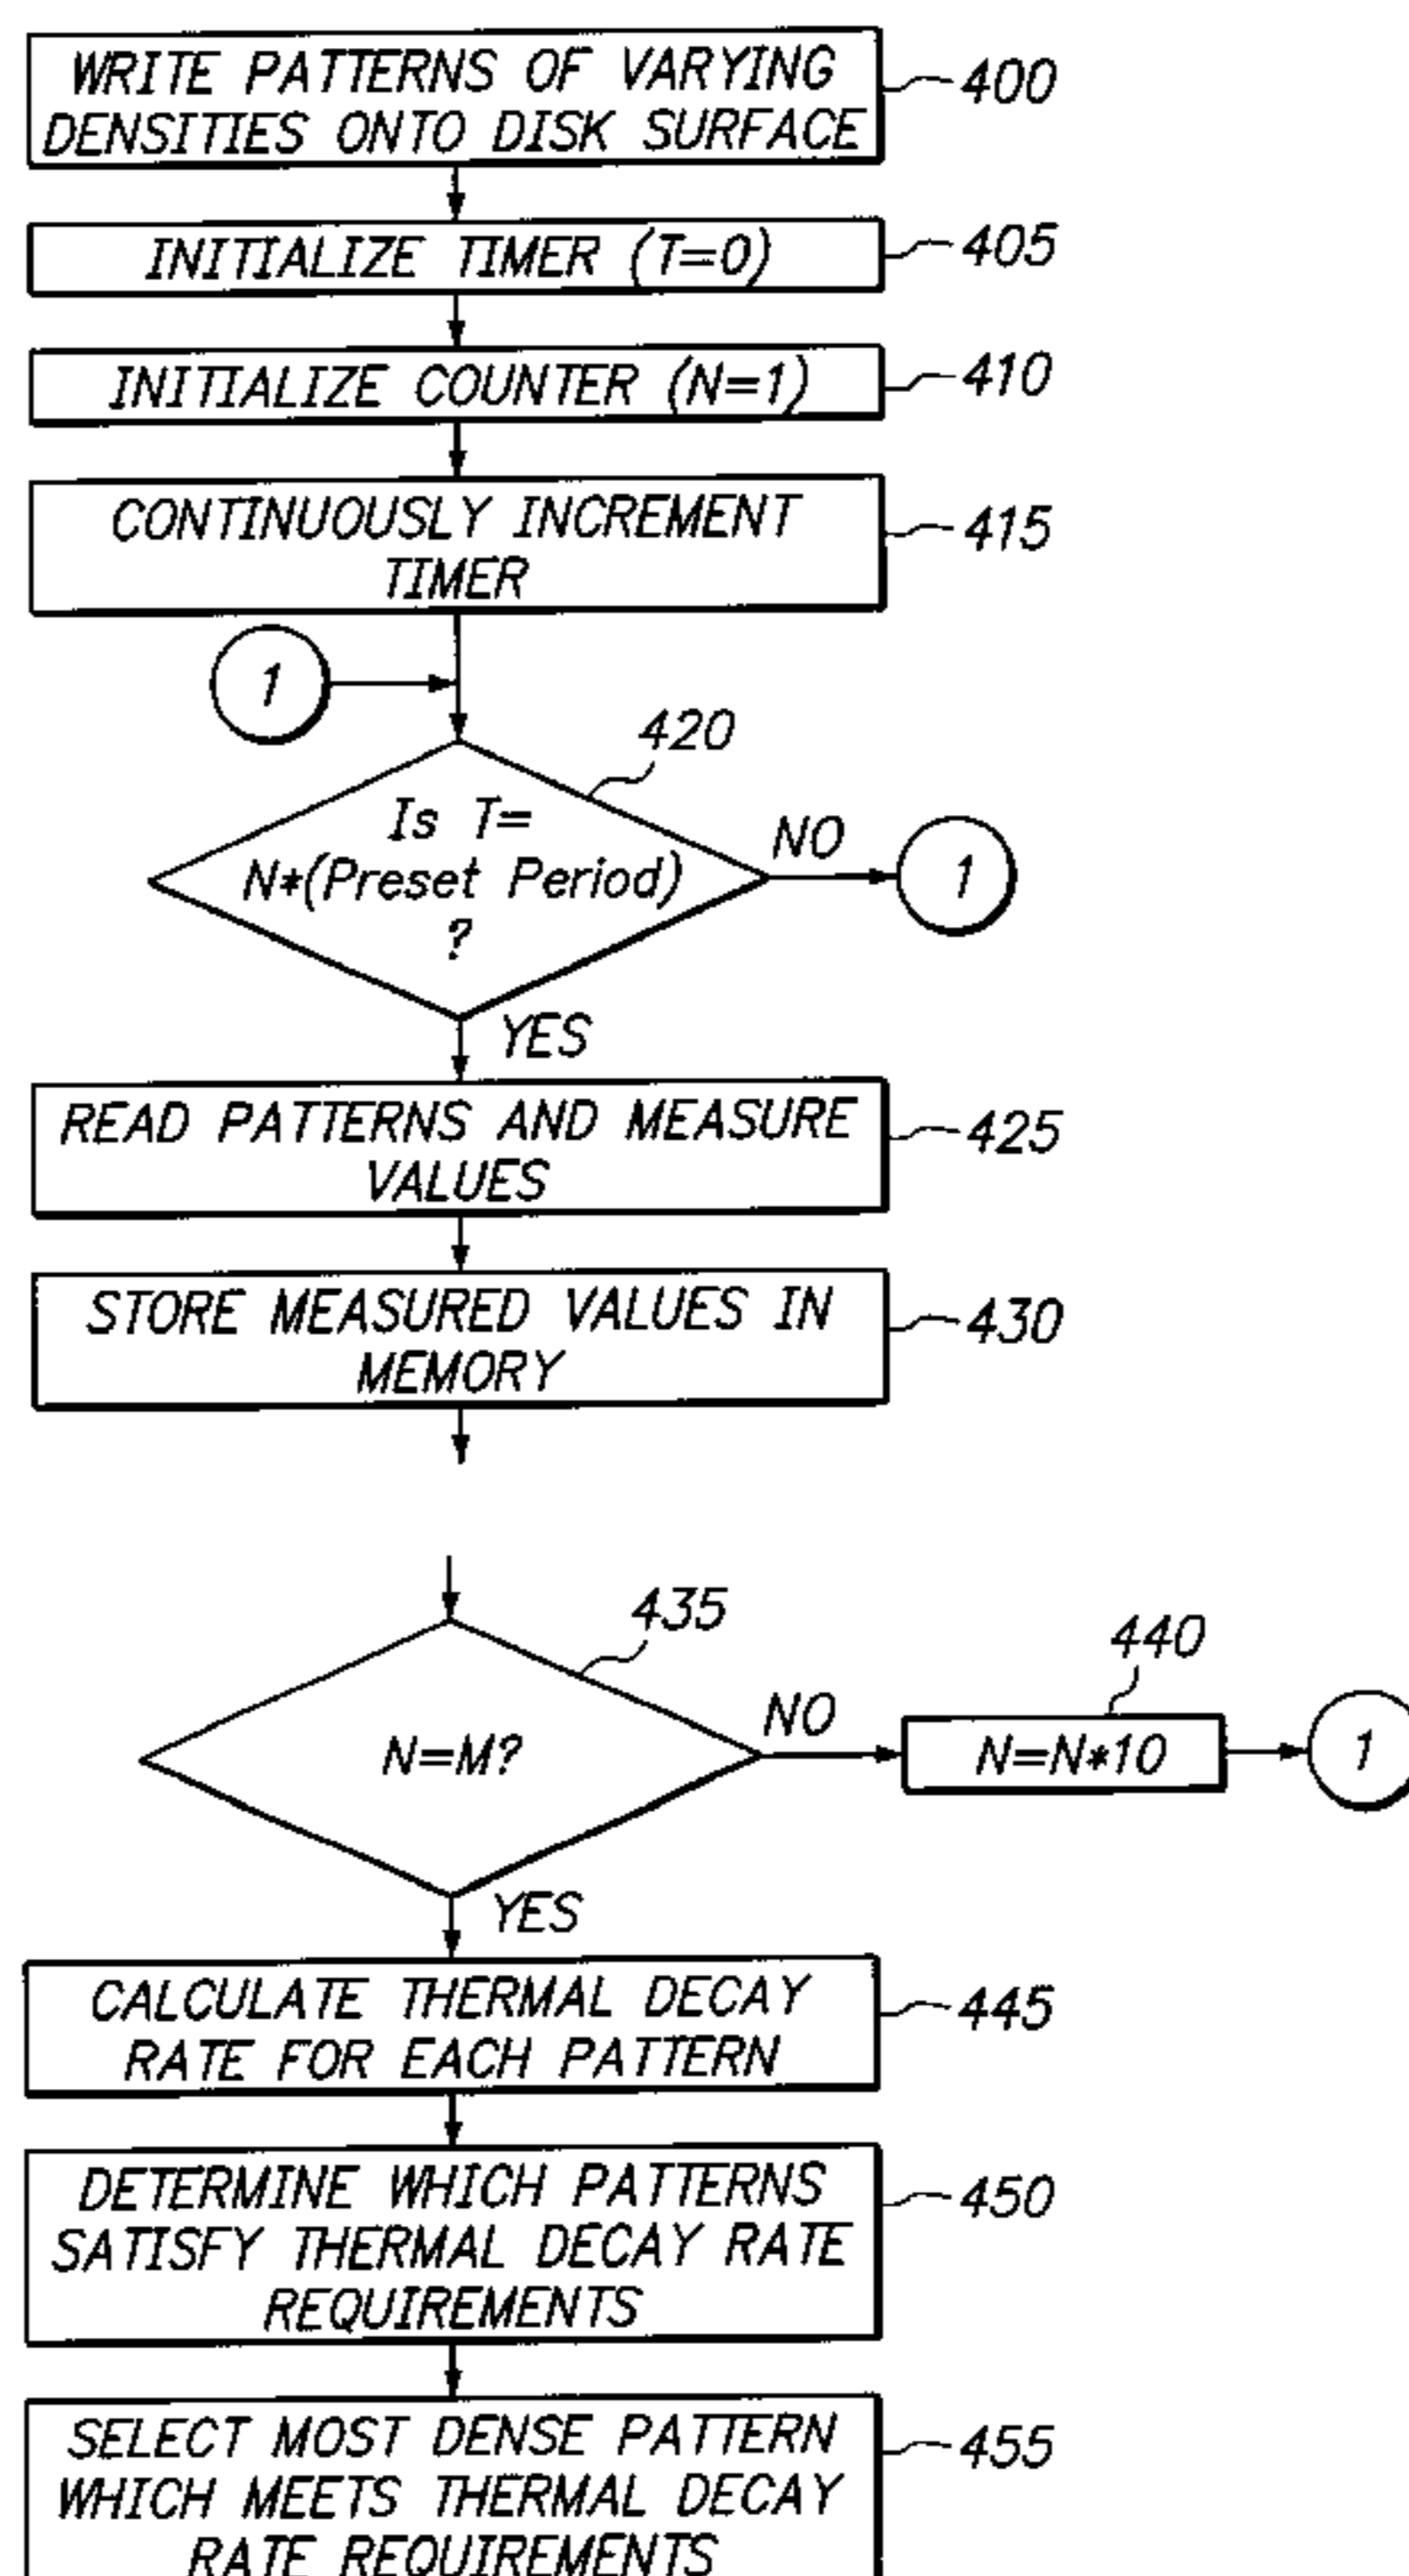 WRITE PATTERNS OF VARYING
DENSITIES ONTO DISK SURFACE
400
INITIALIZE TIMER (T=0)
405
INITIALIZE COUNTER (N=1)
410
CONTINUOUSLY INCREMENT
TIMER
415
1
420
Is T=
N*(Preset Period)
?
NO
1
YES
READ PATTERNS AND MEASURE
VALUES
425
STORE MEASURED VALUES IN
MEMORY
430
435
N=M?
NO
440
N=N*10
1
YES
CALCULATE THERMAL DECAY
RATE FOR EACH PATTERN
445
DETERMINE WHICH PATTERNS
SATISFY THERMAL DECAY RATE
REQUIREMENTS
450
SELECT MOST DENSE PATTERN
WHICH MEETS THERMAL DECAY
RATE REQUIREMENTS
455